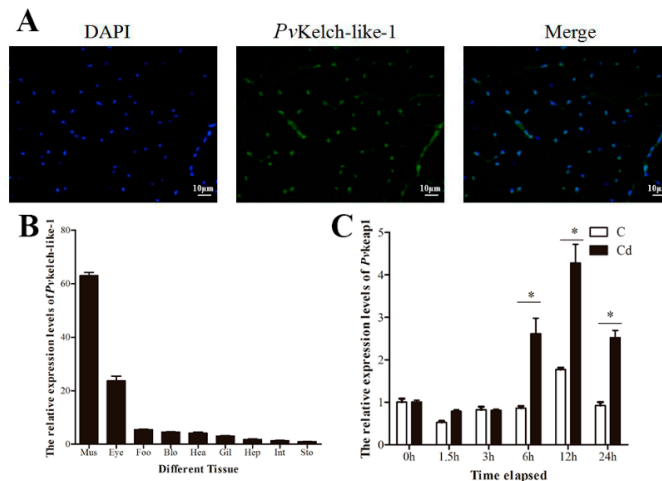 A
DAPI
PvKelch-like-1
Merge
10μm
10μm
10μm
B
The relative expression levels of Pvkelch-like-1
80
60
40
20
0
Mus Eye Foo Blo Hea Gil Hep Int Sto
Different Tissue
C
The relative expression levels of Pvkeap1
5
4
3
2
1
0
C
Cd
*
*
*
0h 1.5h 3h 6h 12h 24h
Time elapsed